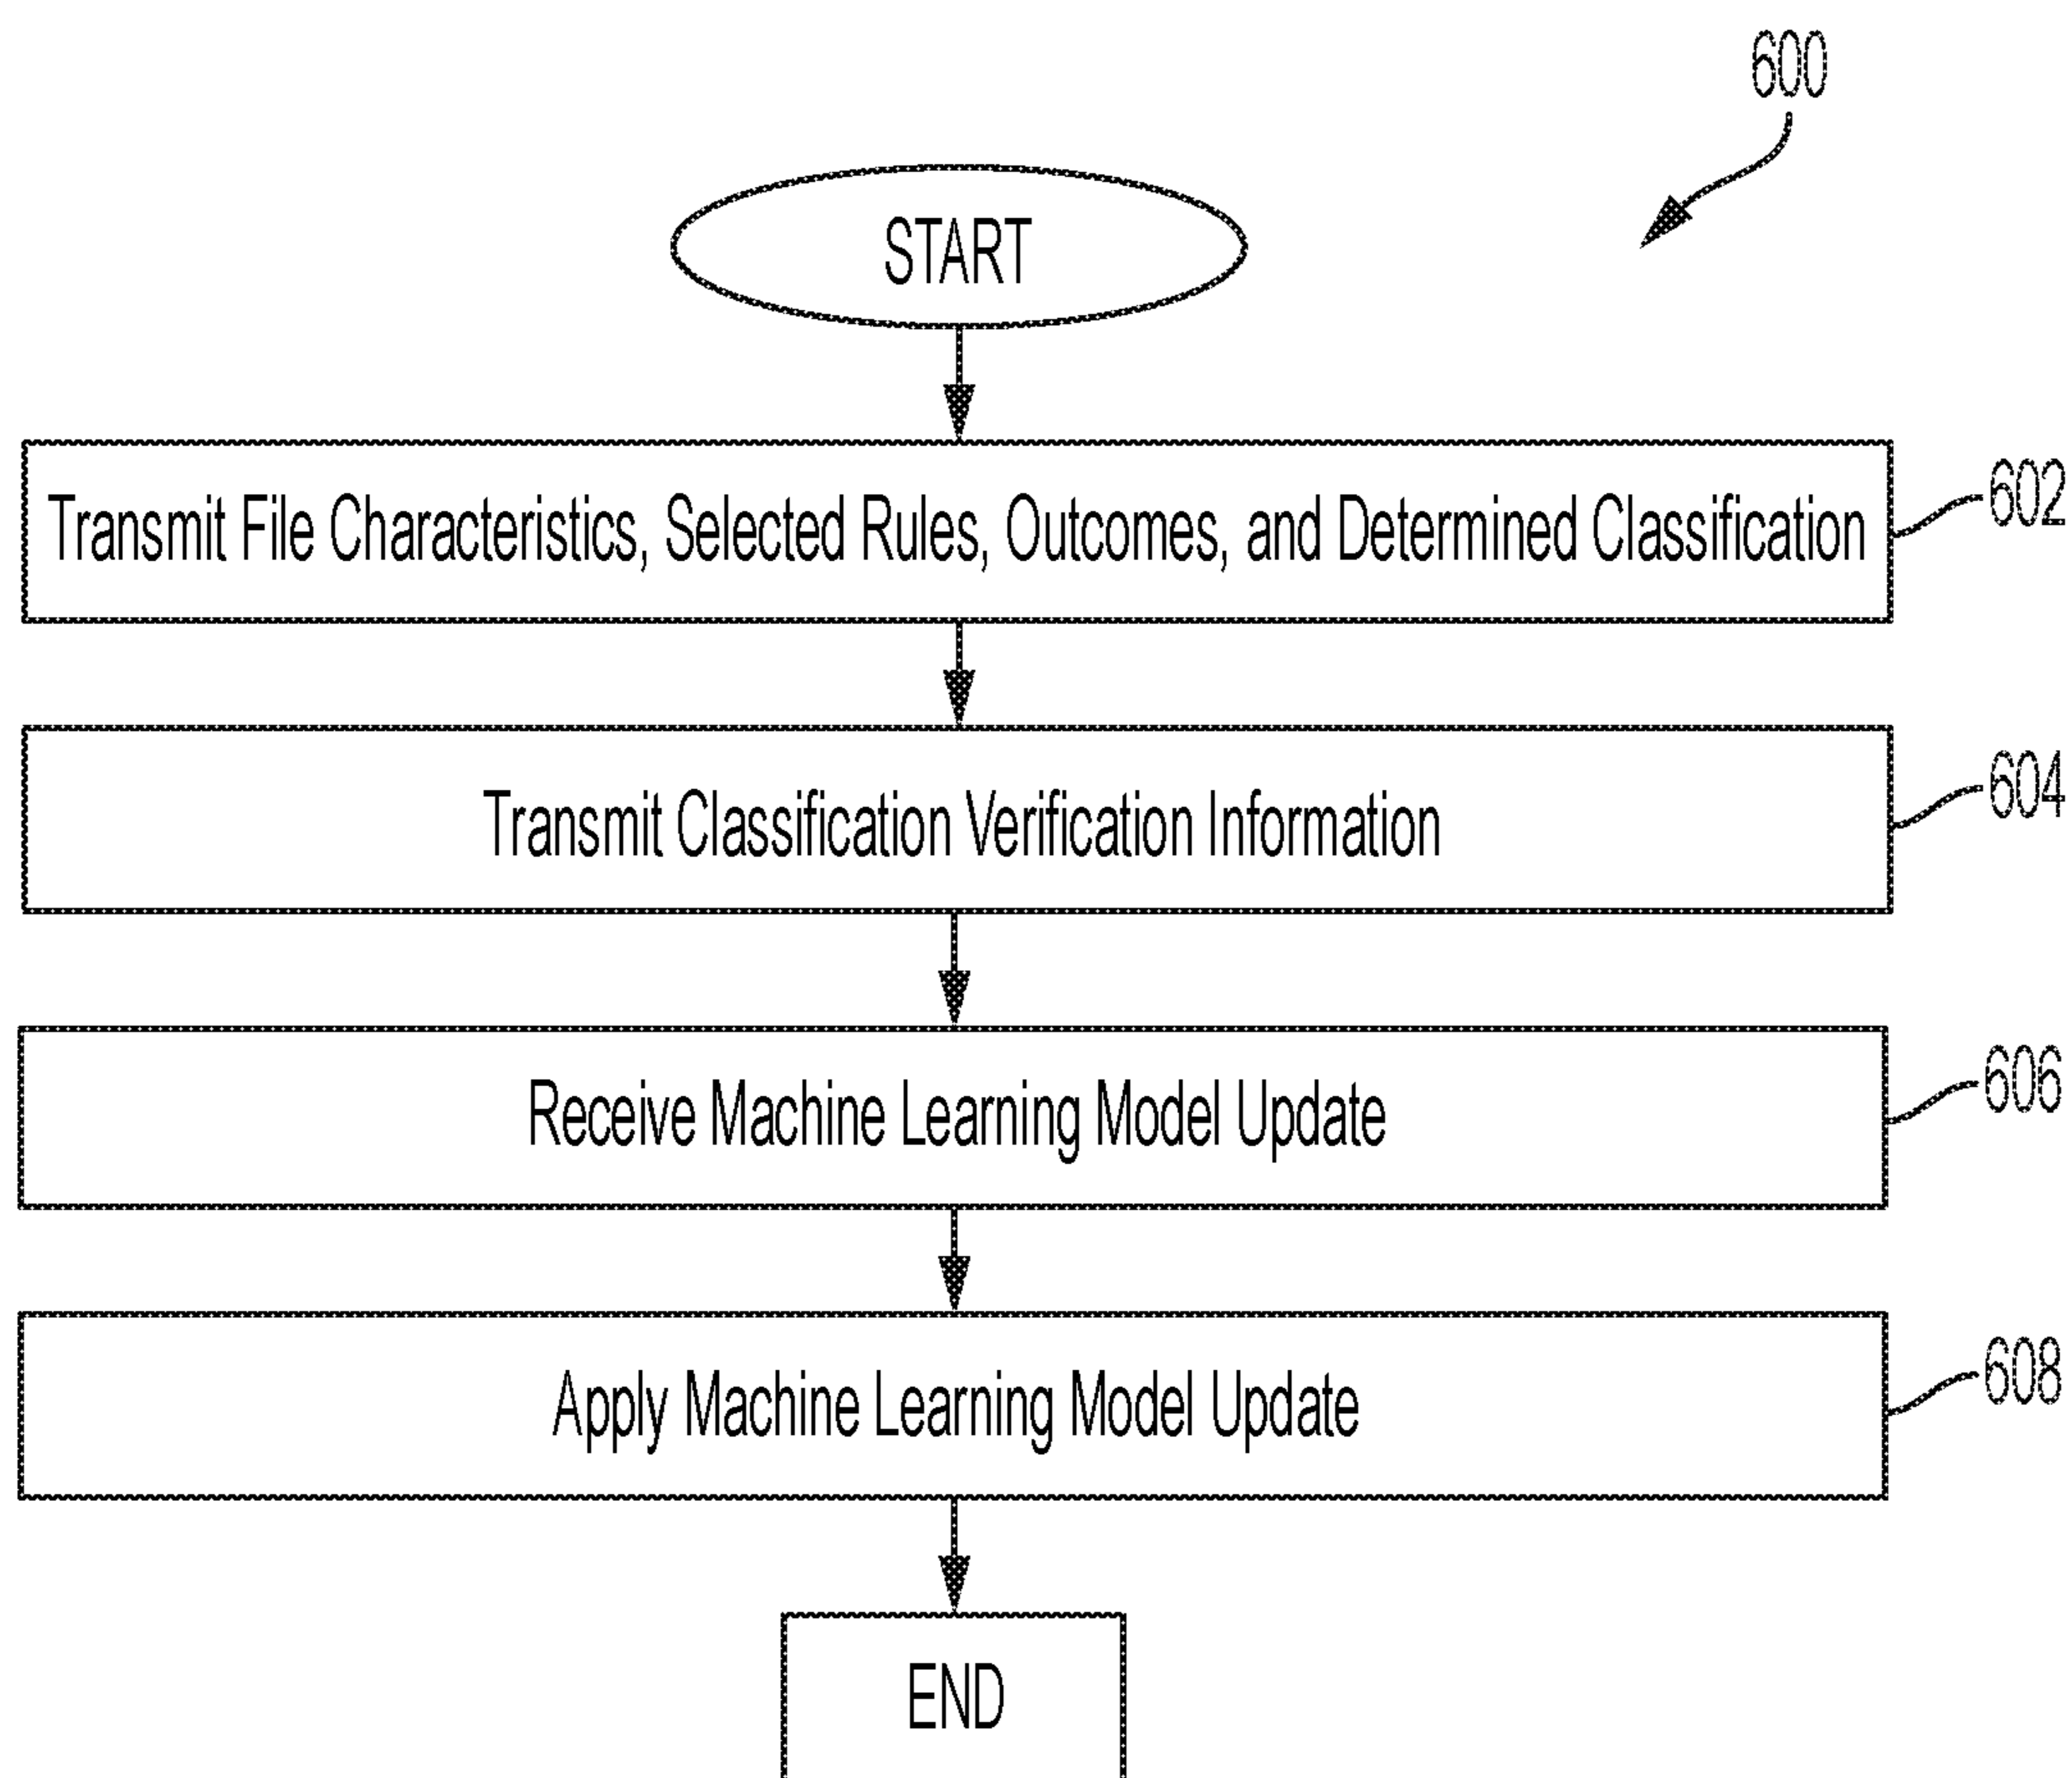 600
START
Transmit File Characteristics, Selected Rules, Outcomes, and Determined Classification
602
Transmit Classification Verification Information
604
Receive Machine Learning Model Update
606
Apply Machine Learning Model Update
608
END